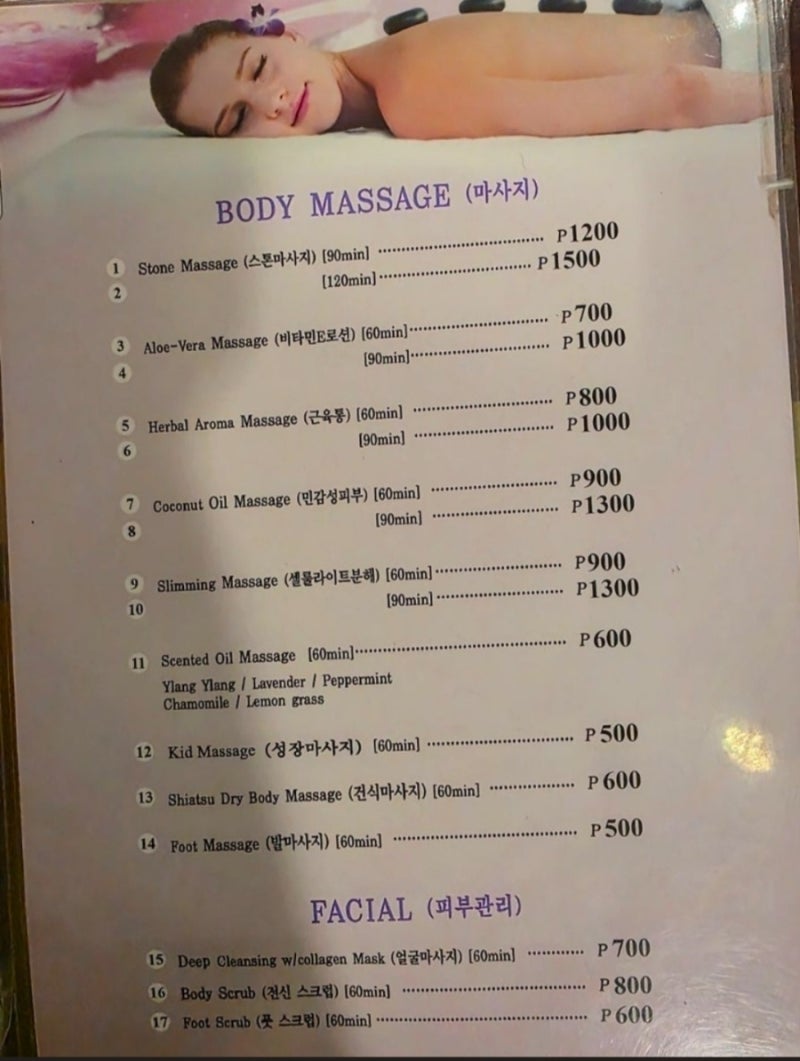 BODY MASSAGE (마사지)
1 Stone Massage (스톤마사지) [90min] ········ P1200
2 [120min] ········ P1500
3 Aloe-Vera Massage (비타민E로션) [60min] ········ P700
4 [90min] ········ P1000
5 Herbal Aroma Massage (근육통) [60min] ········ P800
6 [90min] ········ P1000
7 Coconut Oil Massage (민감성피부) [60min] ········ P900
8 [90min] ········ P1300
9 Slimming Massage (셀룰라이트분해) [60min] ········ P900
10 [90min] ········ P1300
11 Scented Oil Massage [60min] ········ P600
Ylang Ylang / Lavender / Peppermint
Chamomile / Lemon grass
12 Kid Massage (성장마사지) [60min] ········ P500
13 Shiatsu Dry Body Massage (건식마사지) [60min] ········ P600
14 Foot Massage (발마사지) [60min] ········ P500
FACIAL (피부관리)
15 Deep Cleansing w/collagen Mask (얼굴마사지) [60min] ········ P700
16 Body Scrub (전신 스크럽) [60min] ········ P800
17 Foot Scrub (풋 스크럽) [60min] ········ P600